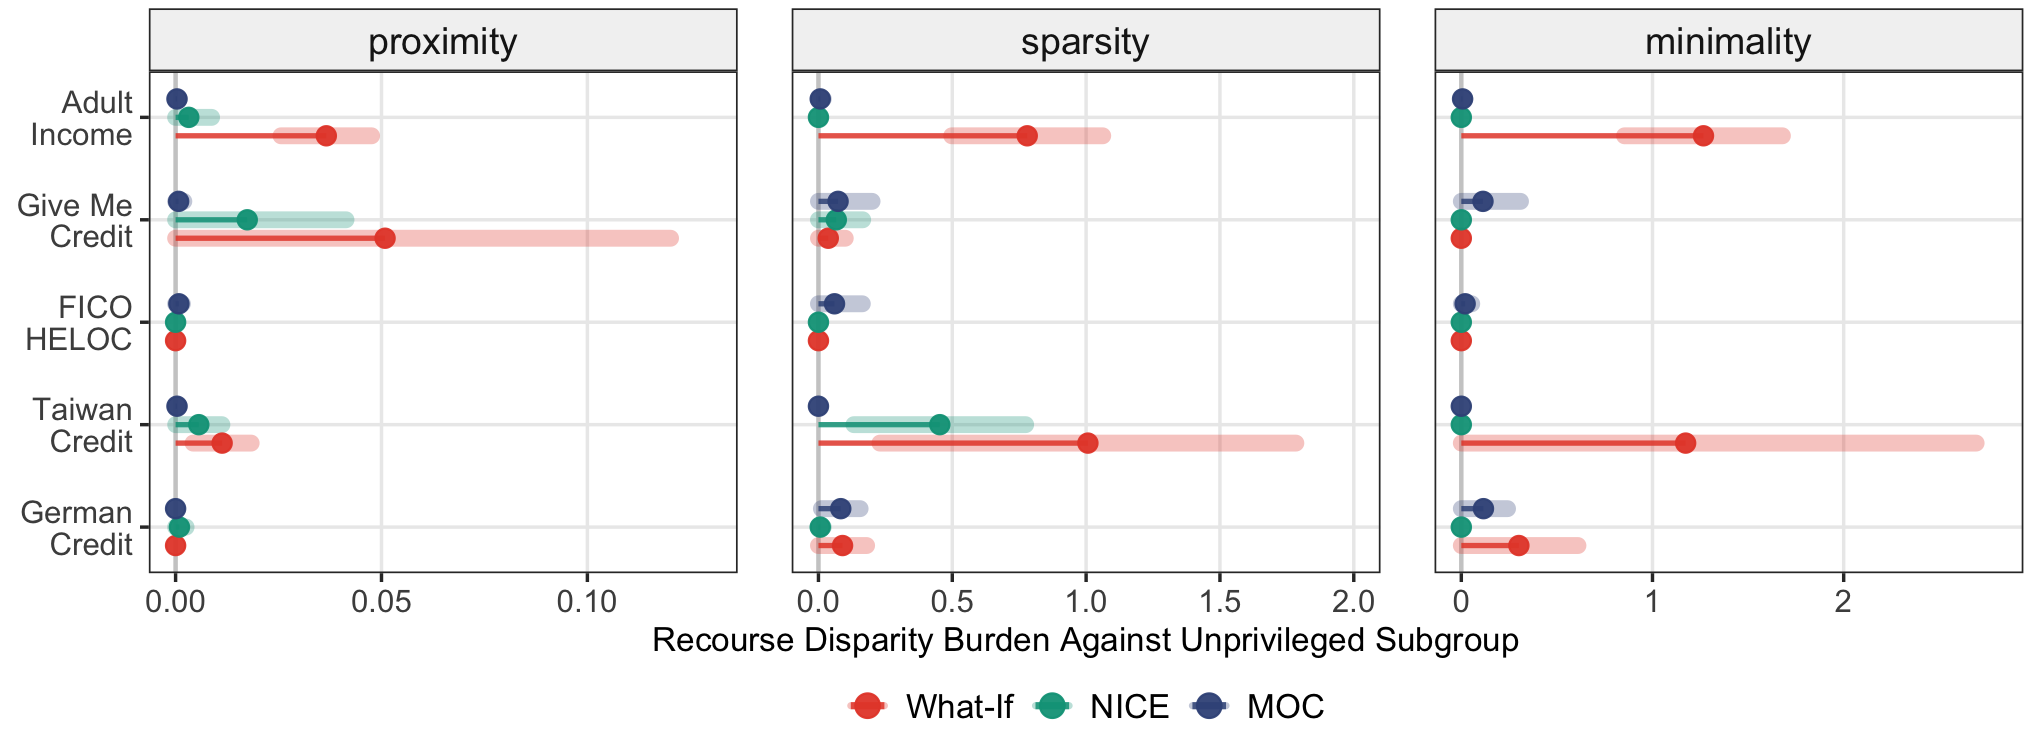 proximity
sparsity
minimality
Adult
Income
Give Me
Credit
FICO
HELOC
Taiwan
Credit
German
Credit
0.00 0.05 0.10
0.0 0.5 1.0 1.5 2.0
0 1 2
Recourse Disparity Burden Against Unprivileged Subgroup
What-If NICE MOC